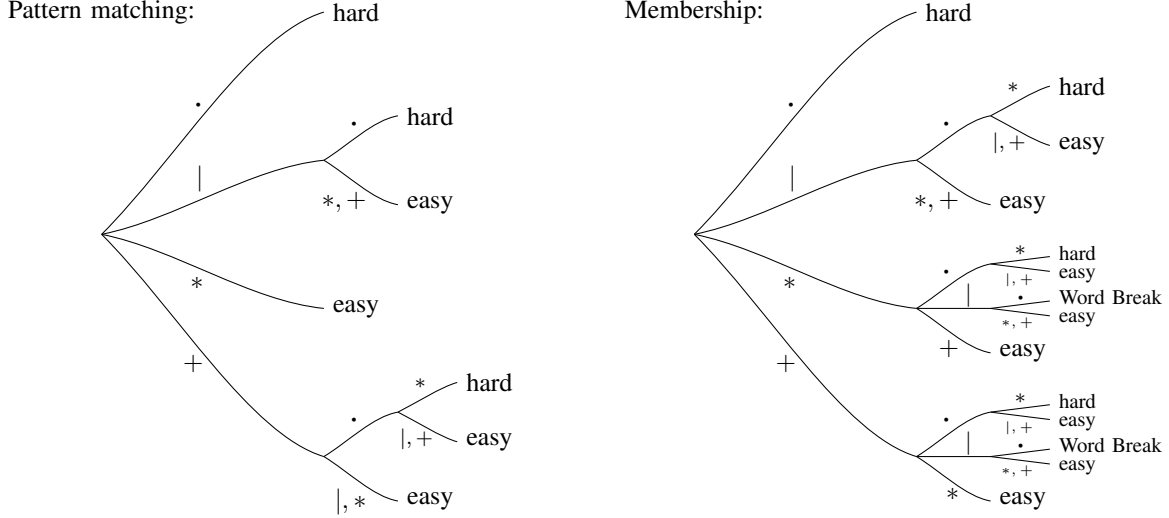 Pattern matching:
hard
·
hard
·
|
∗, +
easy
∗
easy
+
∗
hard
·
|, +
easy
|, ∗
easy
Membership:
hard
·
∗
hard
·
|, +
easy
|
∗, +
easy
∗
hard
·
|, +
easy
∗
|
·
Word Break
∗, +
easy
+
easy
+
∗
hard
·
|, +
easy
|
·
Word Break
∗, +
easy
∗
easy